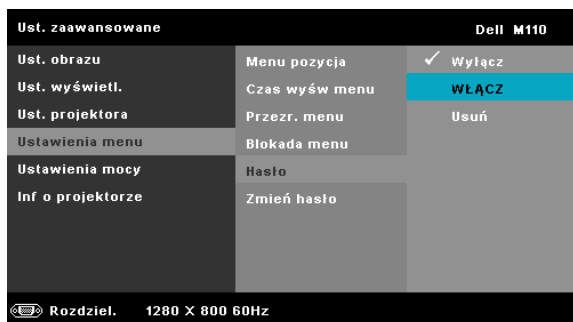 Ust. zaawansowane Dell M110
Ust. obrazu Menu pozycja Wyłącz
Ust. wyświetl. Czas wyśw menu WŁĄCZ
Ust. projektora Przezr. menu Usuń
Ustawienia menu Blokada menu
Ustawienia mocy Hasło
Inf o projektorze Zmień hasło
Rozdziel. 1280 X 800 60Hz